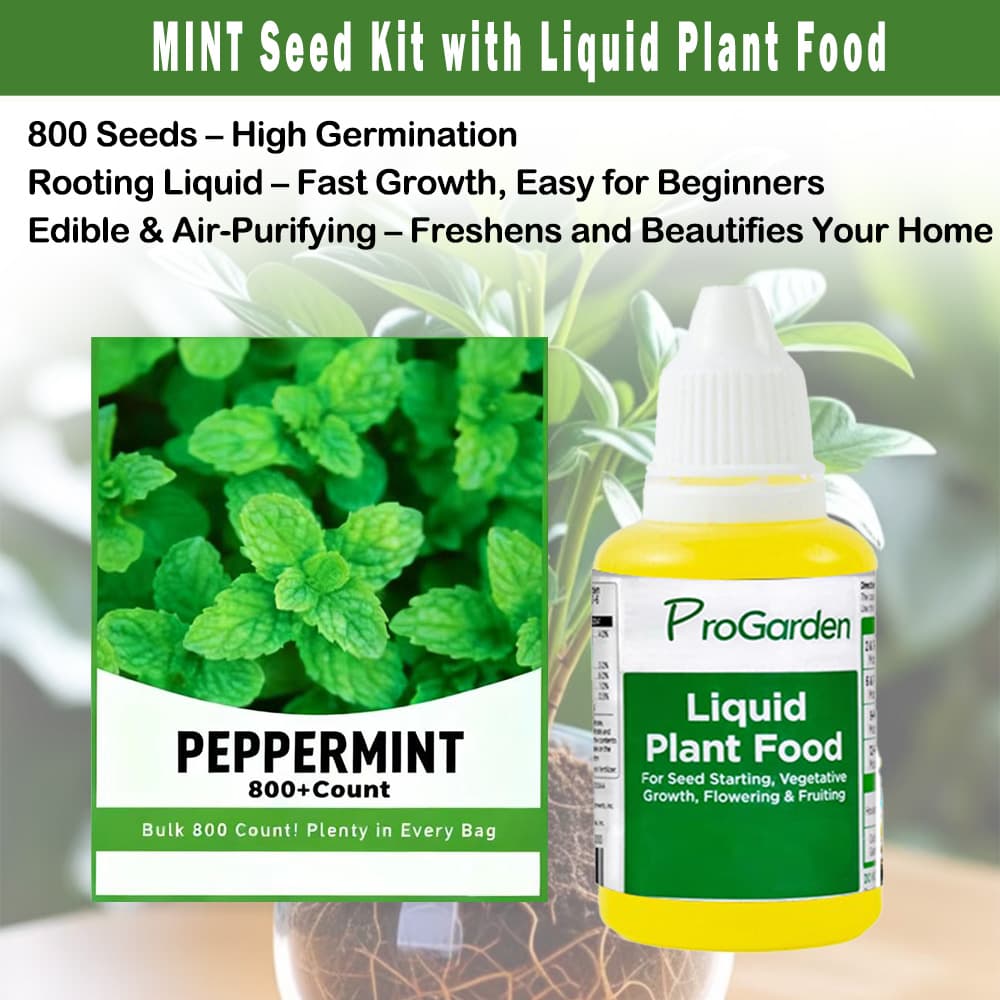 MINT Seed Kit with Liquid Plant Food
800 Seeds – High Germination
Rooting Liquid – Fast Growth, Easy for Beginners
Edible & Air-Purifying – Freshens and Beautifies Your Home
PEPPERMINT
800+Count
Bulk 800 Count! Plenty in Every Bag
ProGarden
Liquid
Plant Food
For Seed Starting, Vegetative
Growth, Flowering & Fruiting